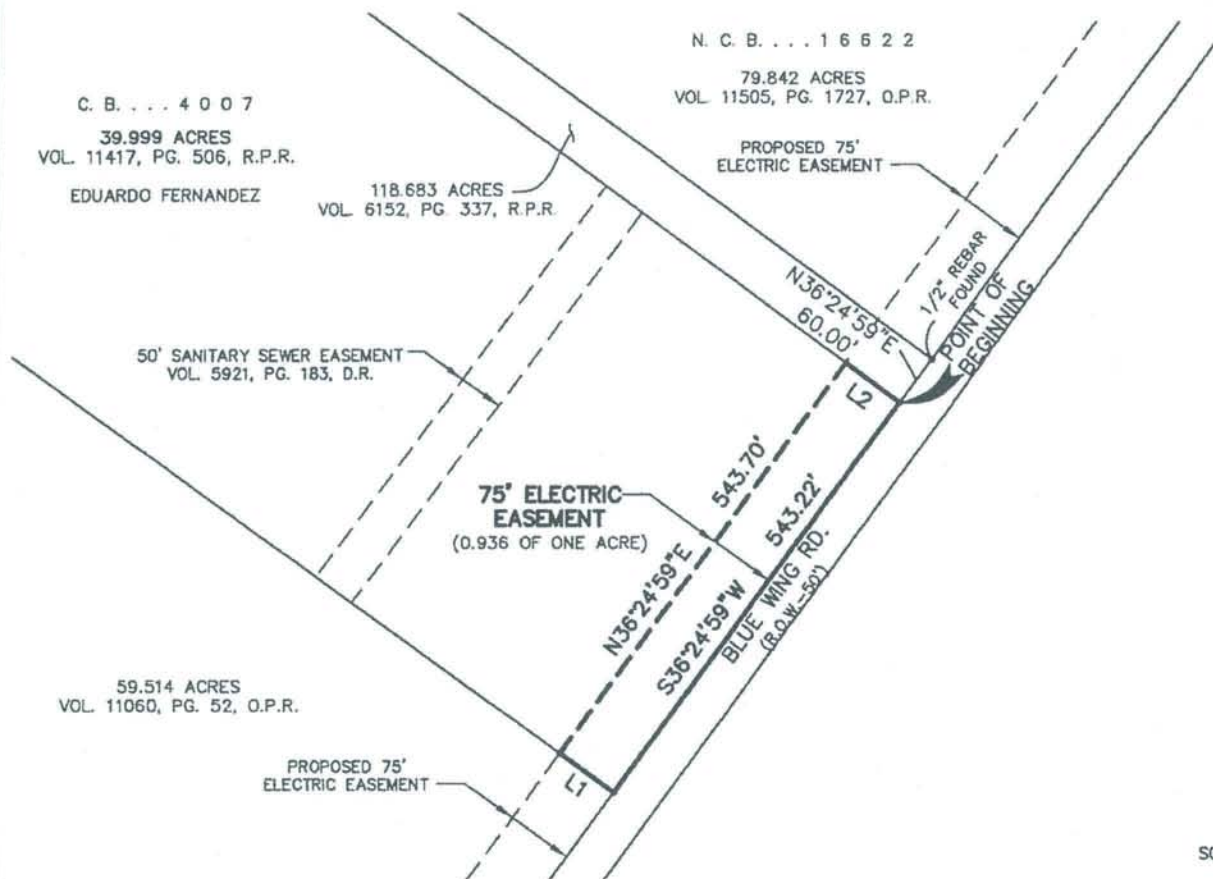 N. C. B. . . . 1 6 6 2 2
79.842 ACRES
VOL. 11505, PG. 1727, O.P.R.
C. B. . . . 4 0 0 7
39.999 ACRES
VOL. 11417, PG. 506, R.P.R.
EDUARDO FERNANDEZ
118.683 ACRES
VOL. 6152, PG. 337, R.P.R.
PROPOSED 75'
ELECTRIC EASEMENT
1/2" REBAR
FOUND
N36°24'59"E
60.00'
POINT OF
BEGINNING
50' SANITARY SEWER EASEMENT
VOL. 5921, PG. 183, D.R.
L2
543.70'
543.22'
75' ELECTRIC
EASEMENT
(0.936 OF ONE ACRE)
N36°24'59"E
S36°24'59"W
BLUE WING RD.
(R.O.W.–50')
59.514 ACRES
VOL. 11060, PG. 52, O.P.R.
PROPOSED 75'
ELECTRIC EASEMENT
L1